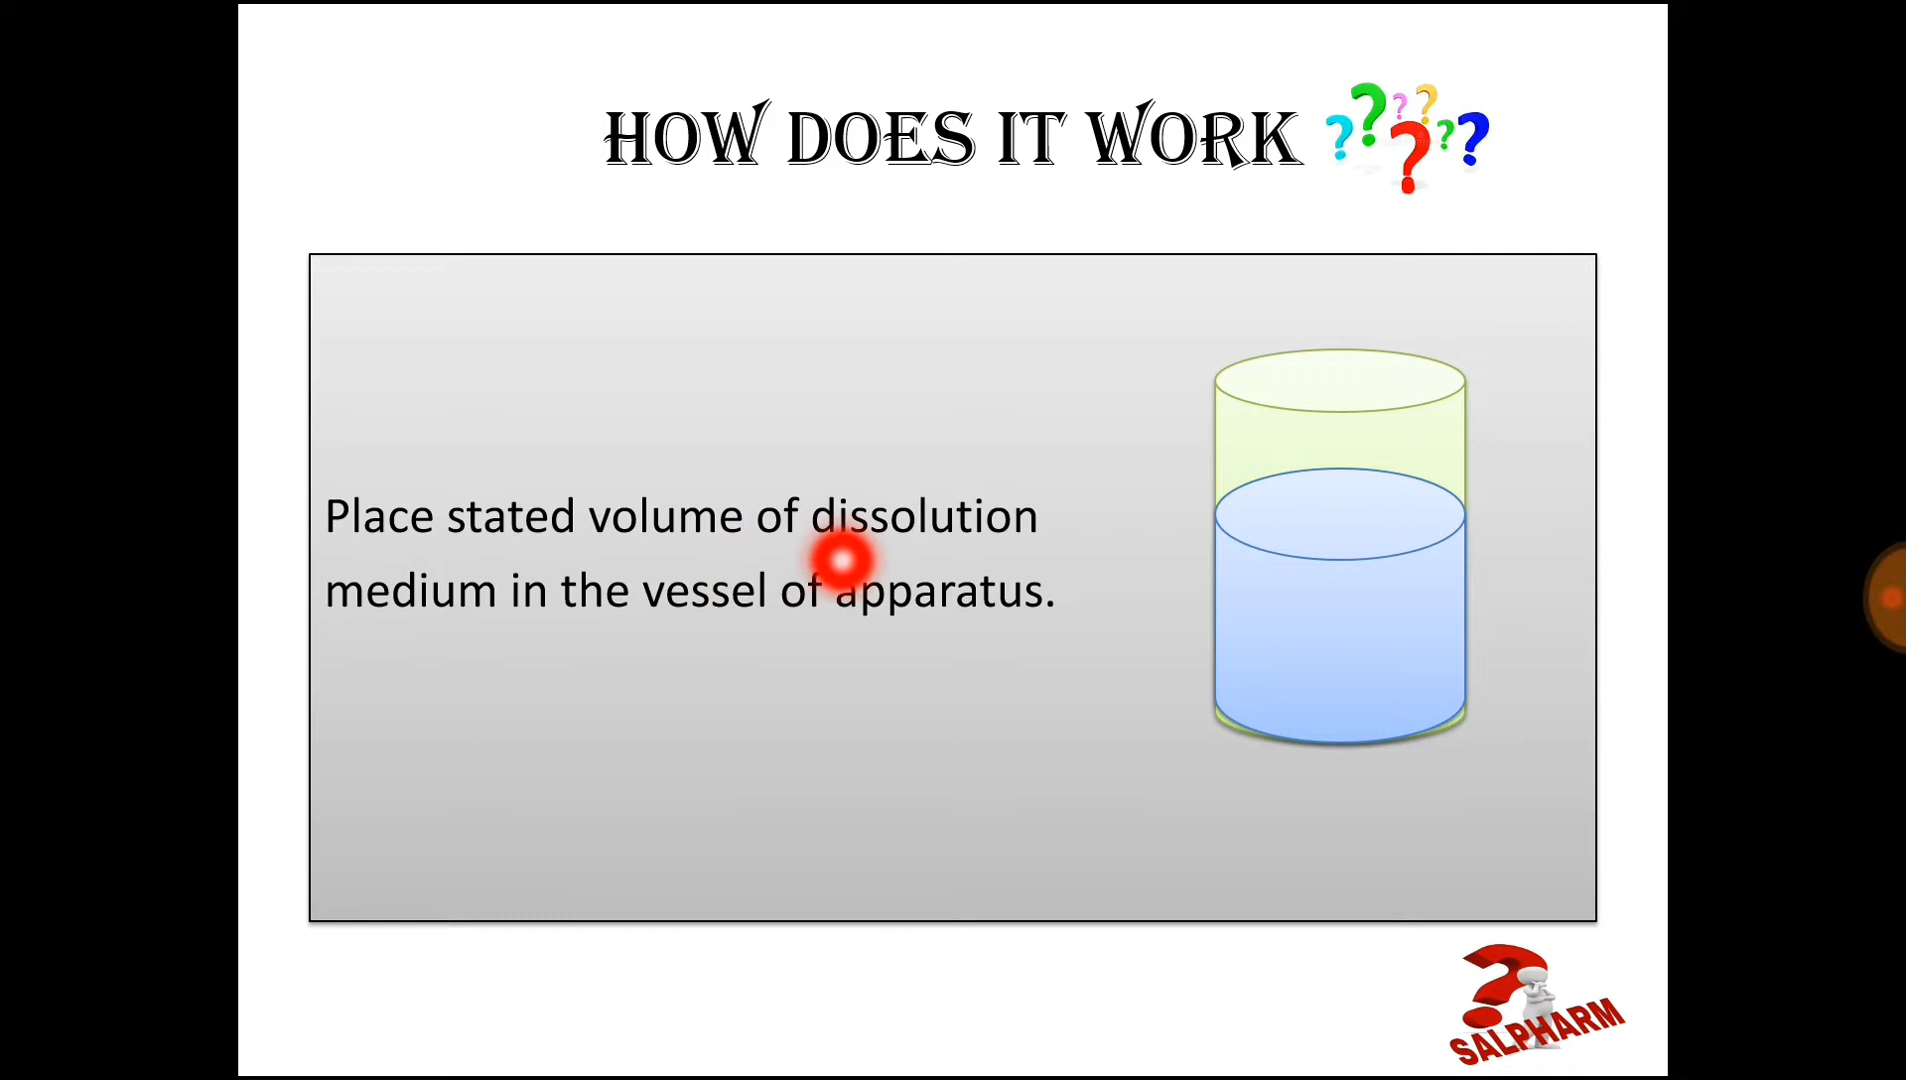 HOW DOES IT WORK ???????
Place stated volume of dissolution
medium in the vessel of apparatus.
?
SALPHARM